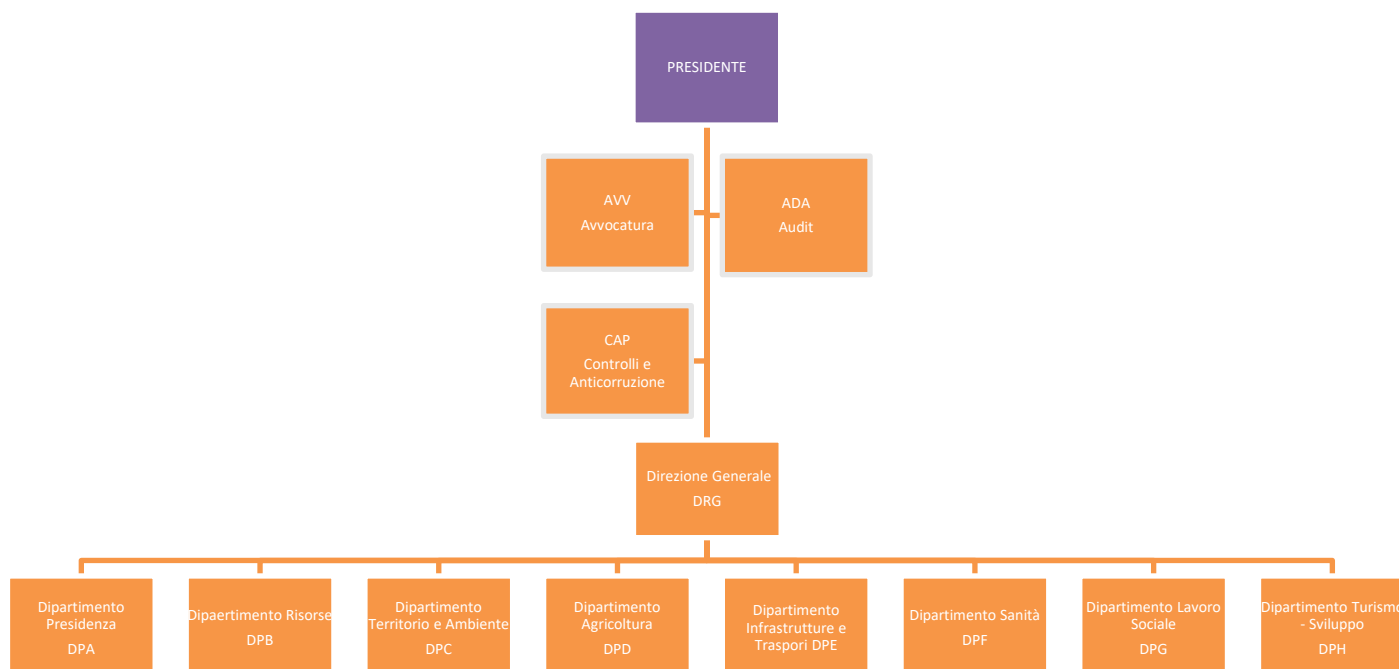 PRESIDENTE
AVV
Avvocatura
ADA
Audit
CAP
Controlli e
Anticorruzione
Direzione Generale
DRG
Dipartimento
Presidenza
DPA
Dipaertimento Risorse
DPB
Dipartimento
Territorio e Ambiente
DPC
Dipartimento
Agricoltura
DPD
Dipartimento
Infrastrutture e
Traspori DPE
Dipartimento Sanità
DPF
Dipartimento Lavoro
Sociale
DPG
Dipartimento Turismo
- Sviluppo
DPH